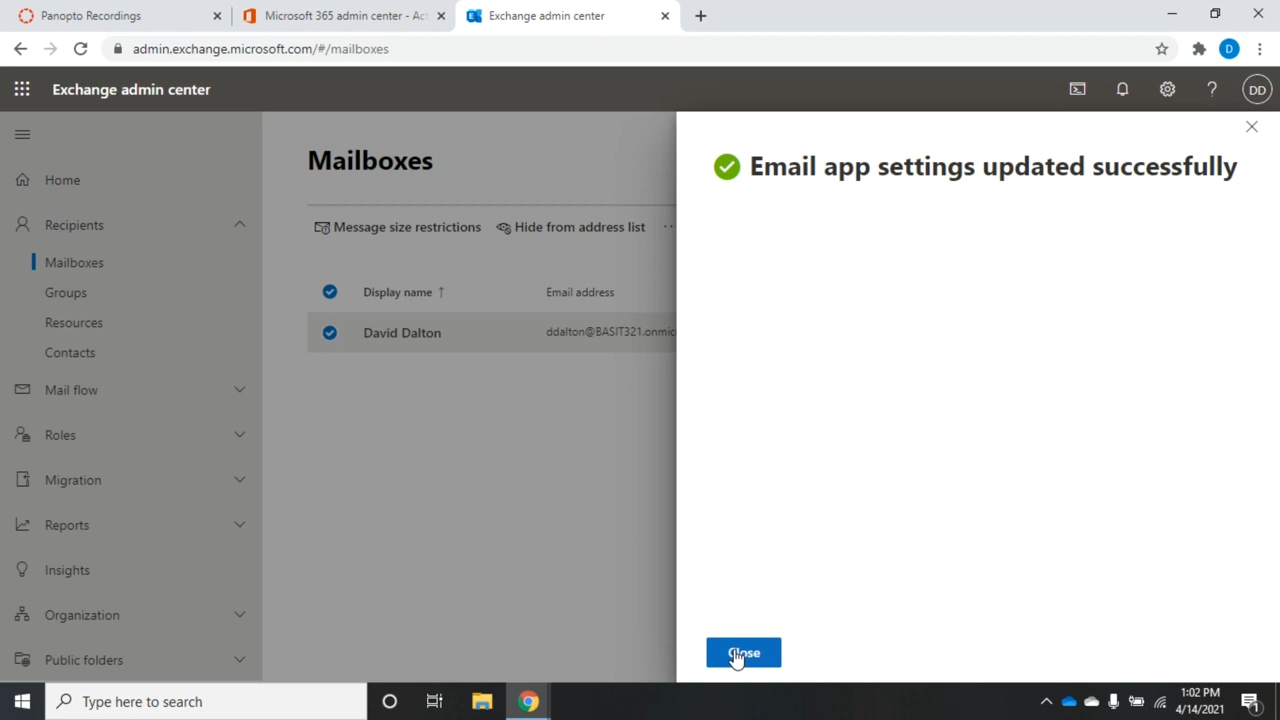 Panopto Recordings
Microsoft 365 admin center - Act
Exchange admin center
admin.exchange.microsoft.com/#/mailboxes
D
Exchange admin center
DD
Home
Recipients
Mailboxes
Groups
Resources
Contacts
Mail flow
Roles
Migration
Reports
Insights
Organization
Public folders
Mailboxes
Message size restrictions
Hide from address list
Display name ↑
Email address
David Dalton
ddalton@BASIT321.onmic
Email app settings updated successfully
Close
Type here to search
1:02 PM
4/14/2021
1